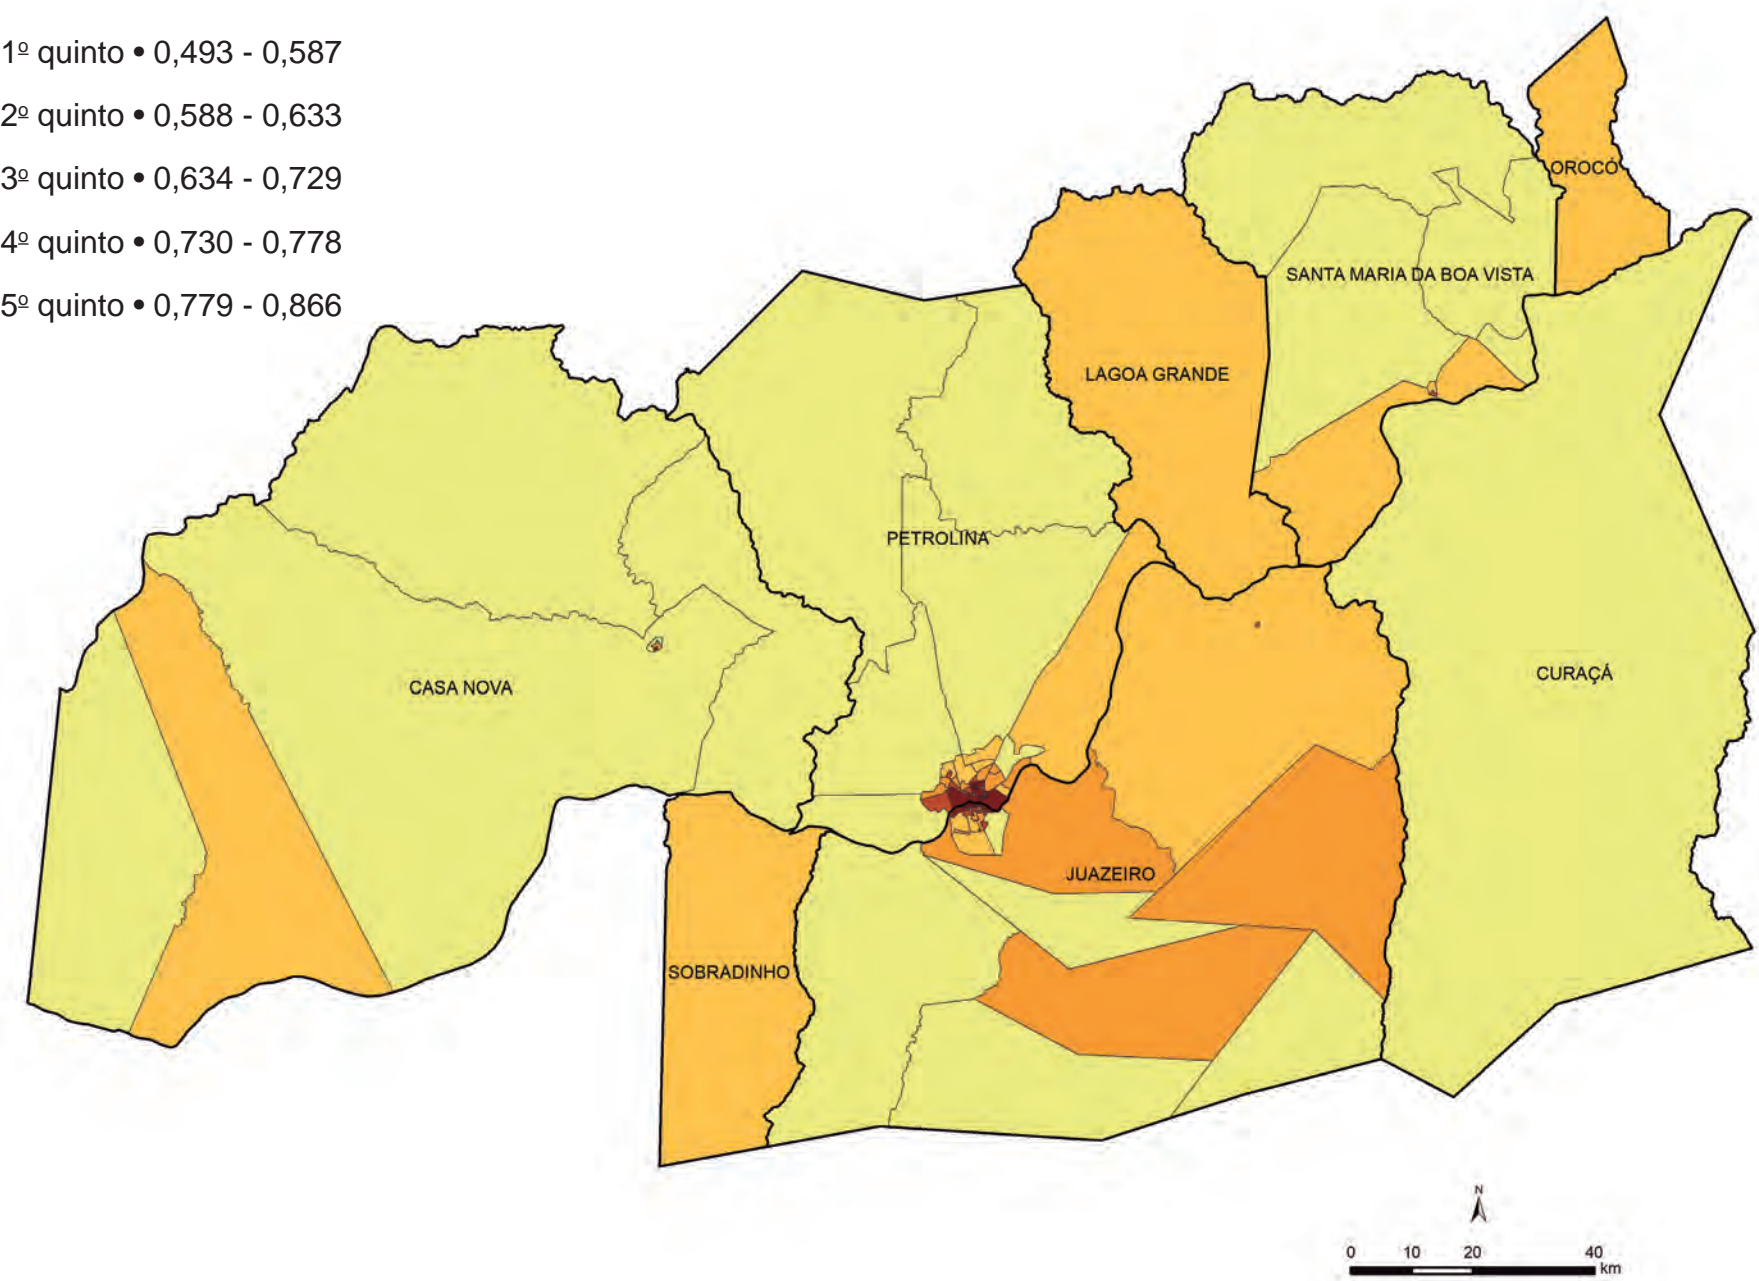 1º quinto • 0,493 - 0,587
2º quinto • 0,588 - 0,633
3º quinto • 0,634 - 0,729
4º quinto • 0,730 - 0,778
5º quinto • 0,779 - 0,866
OROCÓ
SANTA MARIA DA BOA VISTA
LAGOA GRANDE
PETROLINA
CURAÇÁ
CASA NOVA
JUAZEIRO
SOBRADINHO
N
0 10 20 40
km